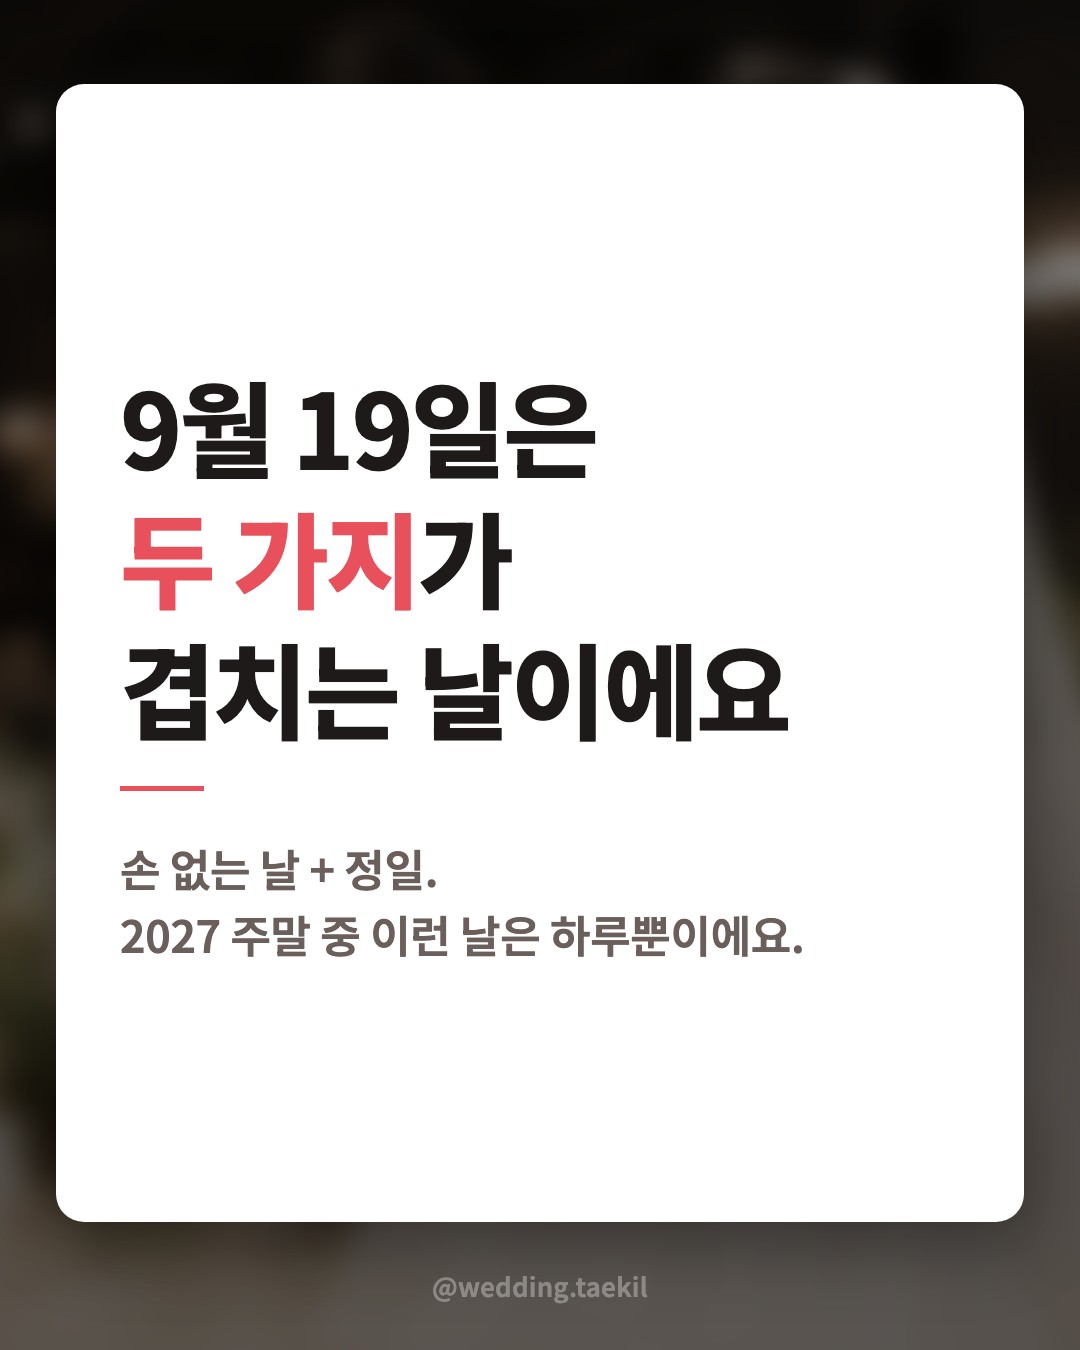 9월 19일은
두 가지가
겹치는 날이에요
손 없는 날 + 정일.
2027 주말 중 이런 날은 하루뿐이에요.
@wedding.taekil